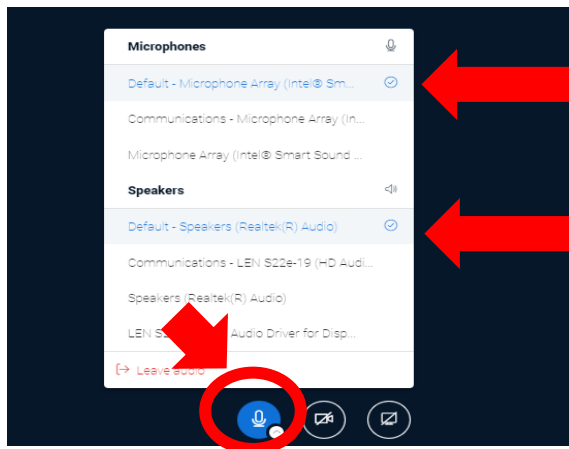 Microphones
Default - Microphone Array (Intel® Sm...
Communications - Microphone Array (In...
Microphone Array (Intel® Smart Sound ...
Speakers
Default - Speakers (Realtek(R) Audio)
Communications - LEN S22e-19 (HD Audi...
Speakers (Realtek(R) Audio)
LEN Audio Driver for Disp...
Leave audio